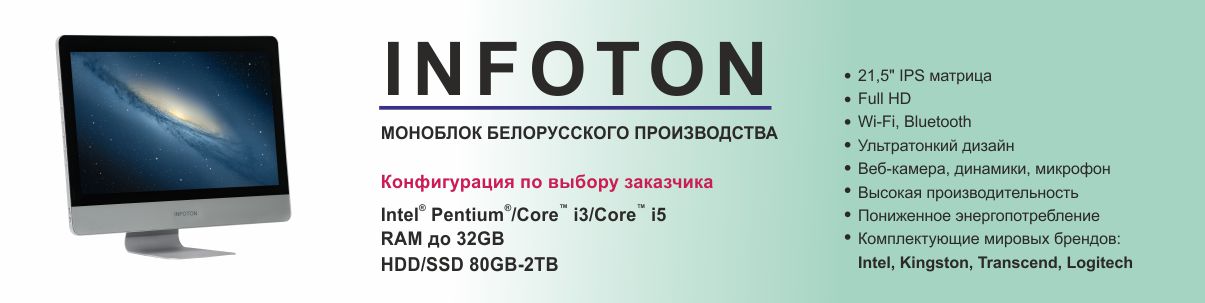 INFOTON
INFOTON
МОНОБЛОК БЕЛОРУССКОГО ПРОИЗВОДСТВА
Конфигурация по выбору заказчика
Intel® Pentium®/Core™ i3/Core™ i5
RAM до 32GB
HDD/SSD 80GB-2TB
• 21,5" IPS матрица
• Full HD
• Wi-Fi, Bluetooth
• Ультратонкий дизайн
• Веб-камера, динамики, микрофон
• Высокая производительность
• Пониженное энергопотребление
• Комплектующие мировых брендов:
Intel, Kingston, Transcend, Logitech